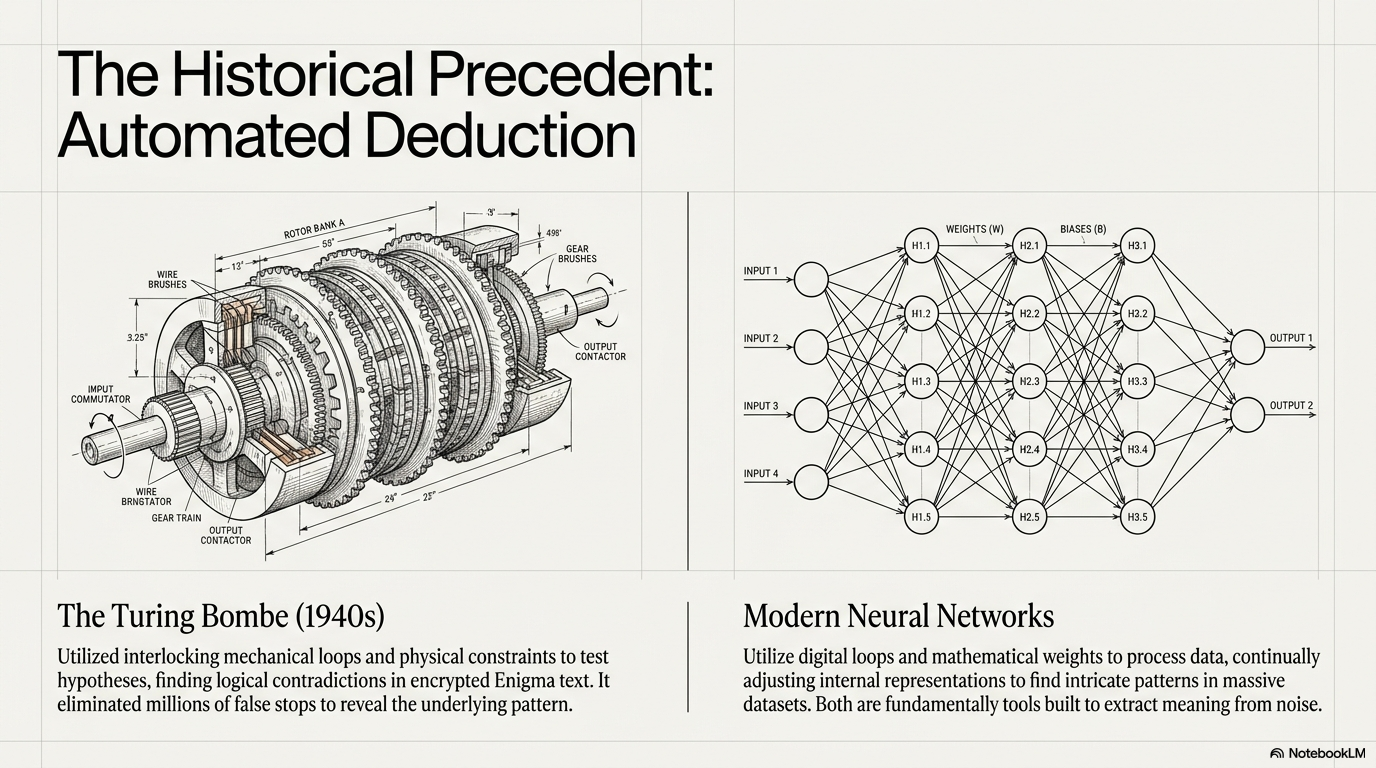 The Historical Precedent:
Automated Deduction
ROTOR BANK A
58"
13"
.3"
.498"
GEAR
BRUSHES
WIRE
BRUSHES
3.25"
OUTPUT
CONTACTOR
IMPUT
COMMUTATOR
WIRE
BRNGTATOR
GEAR TRAIN
OUTPUT
CONTACTOR
24"
WEIGHTS (W)
BIASES (B)
INPUT 1
INPUT 2
INPUT 3
INPUT 4
H1.1
H2.1
H3.1
H1.2
H2.2
H3.2
H1.3
H2.3
H3.3
H1.4
H2.4
H3.4
H1.5
H2.5
H3.5
OUTPUT 1
OUTPUT 2
The Turing Bombe (1940s)
Utilized interlocking mechanical loops and physical constraints to test
hypotheses, finding logical contradictions in encrypted Enigma text. It
eliminated millions of false stops to reveal the underlying pattern.
Modern Neural Networks
Utilize digital loops and mathematical weights to process data, continually
adjusting internal representations to find intricate patterns in massive
datasets. Both are fundamentally tools built to extract meaning from noise.
NotebookLM